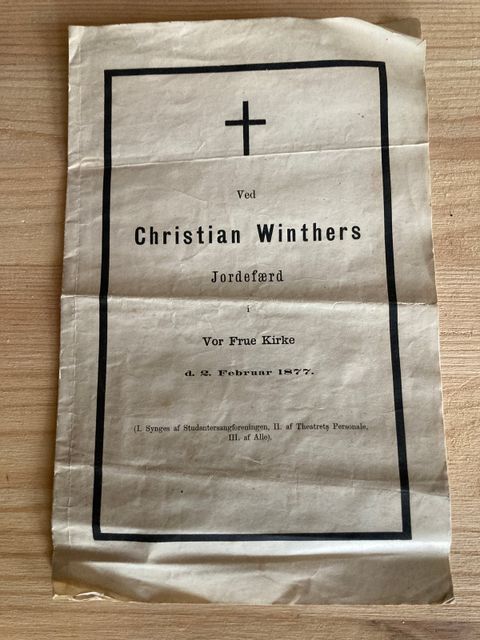 Ved
Christian Winthers
Jordefærd
i
Vor Frue Kirke
d. 2. Februar 1877.
(I. Synges af Studentersangforeningen, II. af Theatrets Personale,
III. af Alle).